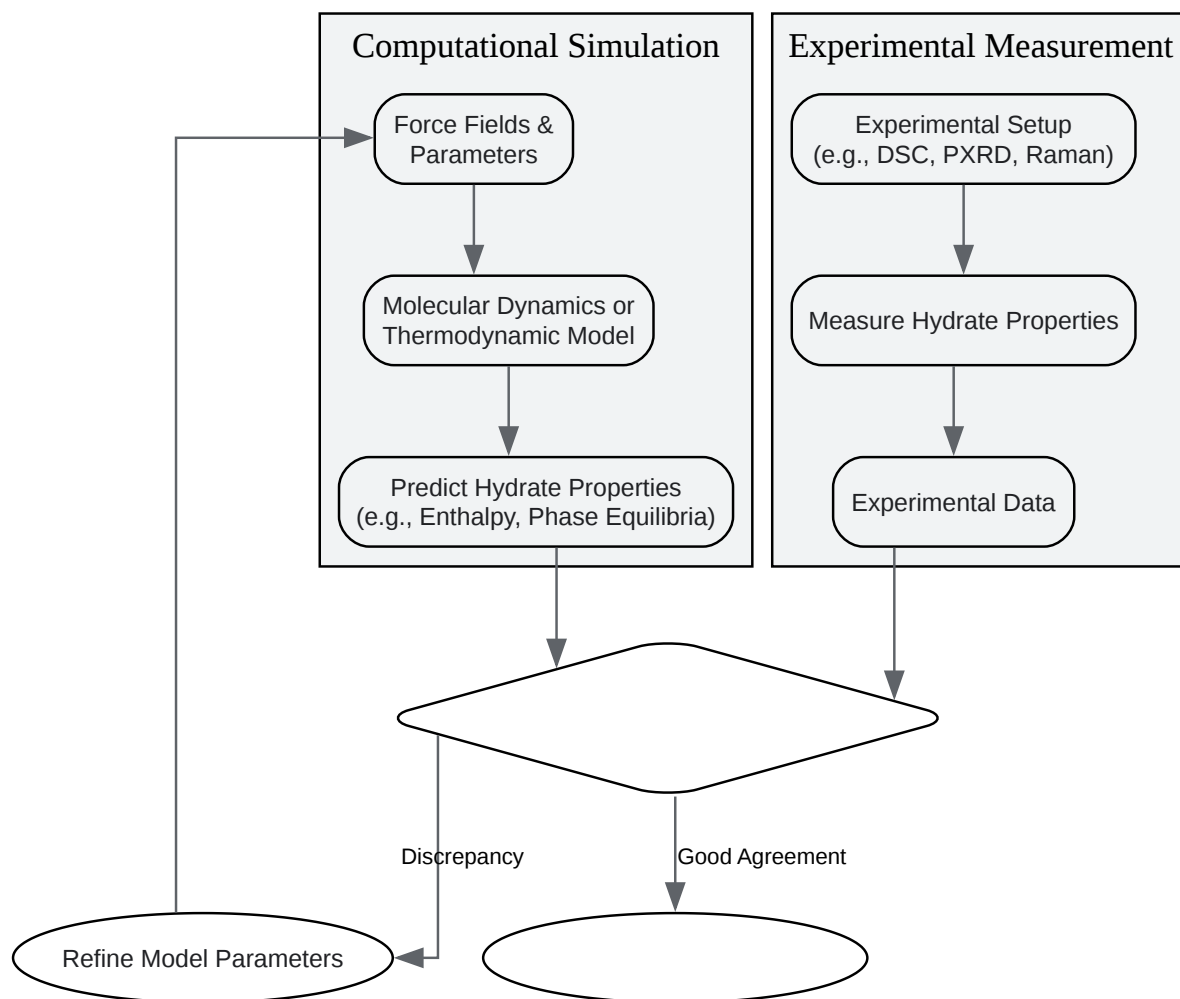 Computational Simulation
Force Fields &
Parameters
Molecular Dynamics or
Thermodynamic Model
Predict Hydrate Properties
(e.g., Enthalpy, Phase Equilibria)
Experimental Measurement
Experimental Setup
(e.g., DSC, PXRD, Raman)
Measure Hydrate Properties
Experimental Data
Discrepancy
Good Agreement
Refine Model Parameters